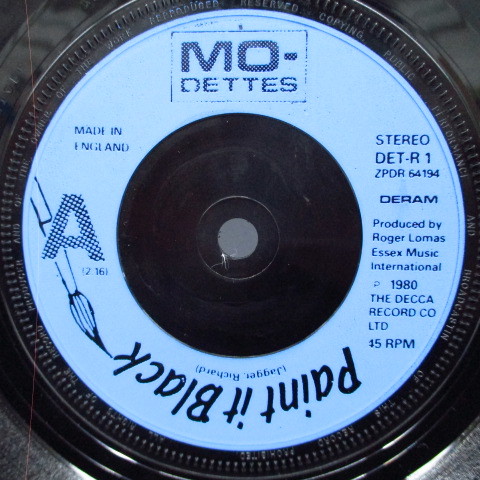 MO-
DETTES
MADE IN
ENGLAND
STEREO
DET-R 1
ZPDR 64194
DERAM
A
(2.16)
Produced by
Roger Lomas
Essex Music
International
℗ 1980
THE DECCA
RECORD CO
LTD
45 RPM
Paint it Black
(Jagger, Richard)